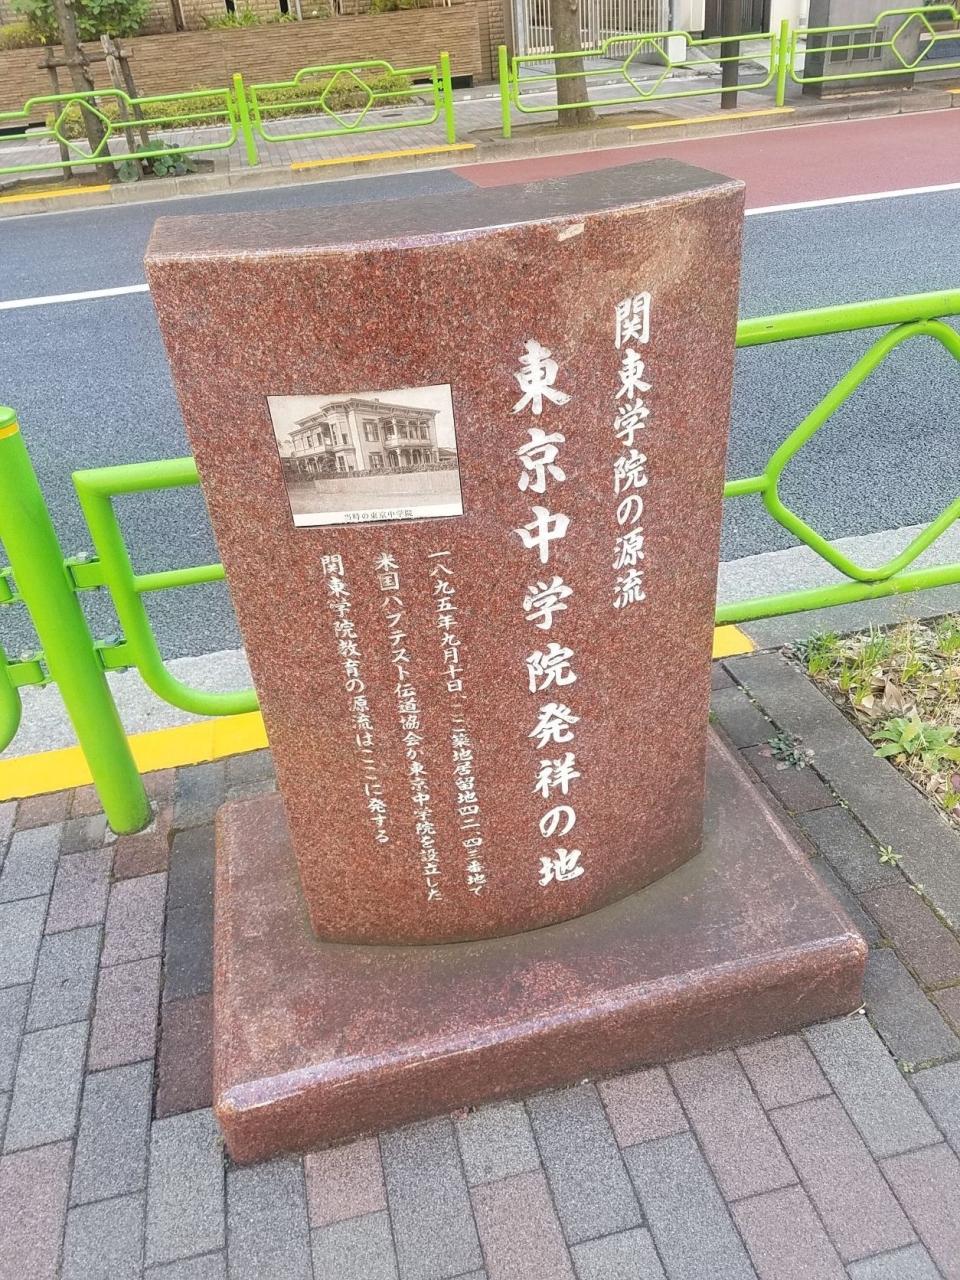 関東学院の源流
東京中学院発祥の地
一八九五年九月十日、ここ築地居留地四二、四三番地で
米国バプテスト伝道協会が東京中学院を設立した
関東学院教育の源流はここに発する
当時の東京中学院